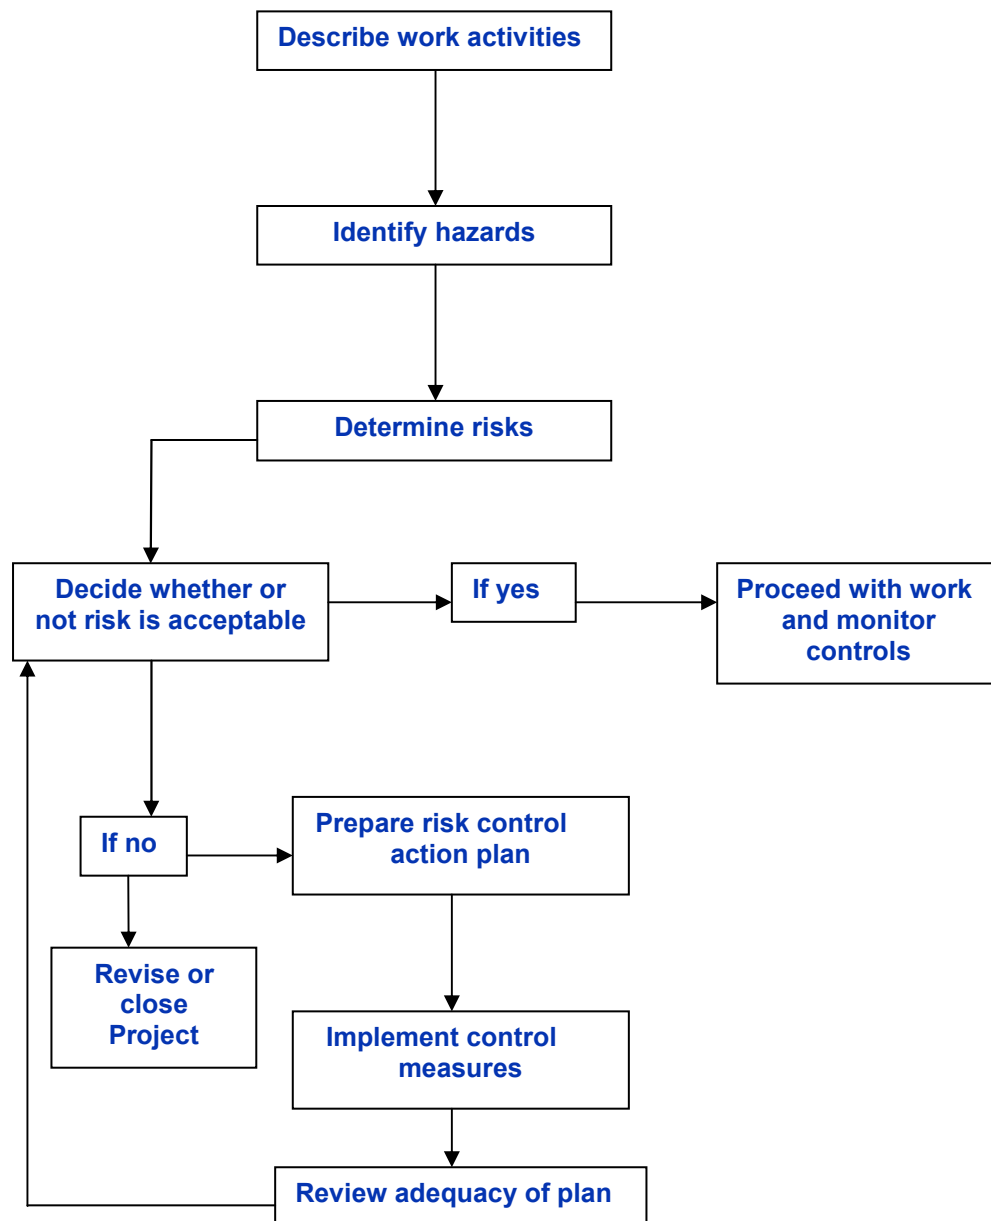 Describe work activities
Identify hazards
Determine risks
Decide whether or
not risk is acceptable
If yes
Proceed with work
and monitor
controls
If no
Prepare risk control
action plan
Revise or
close
Project
Implement control
measures
Review adequacy of plan